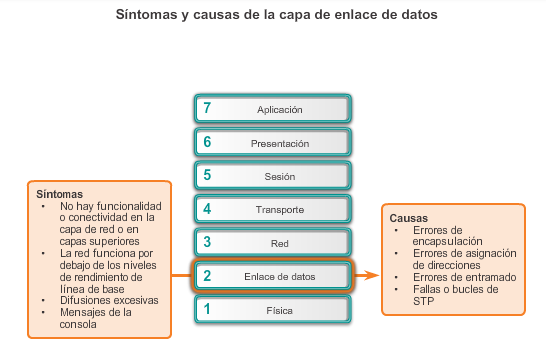 Síntomas y causas de la capa de enlace de datos
7 Aplicación
6 Presentación
5 Sesión
4 Transporte
3 Red
2 Enlace de datos
1 Física
Síntomas
• No hay funcionalidad
o conectividad en la
capa de red o en
capas superiores
• La red funciona por
debajo de los niveles
de rendimiento de
línea de base
• Difusiones excesivas
• Mensajes de la
consola
Causas
• Errores de
encapsulación
• Errores de asignación
de direcciones
• Errores de entramado
• Fallas o bucles de
STP